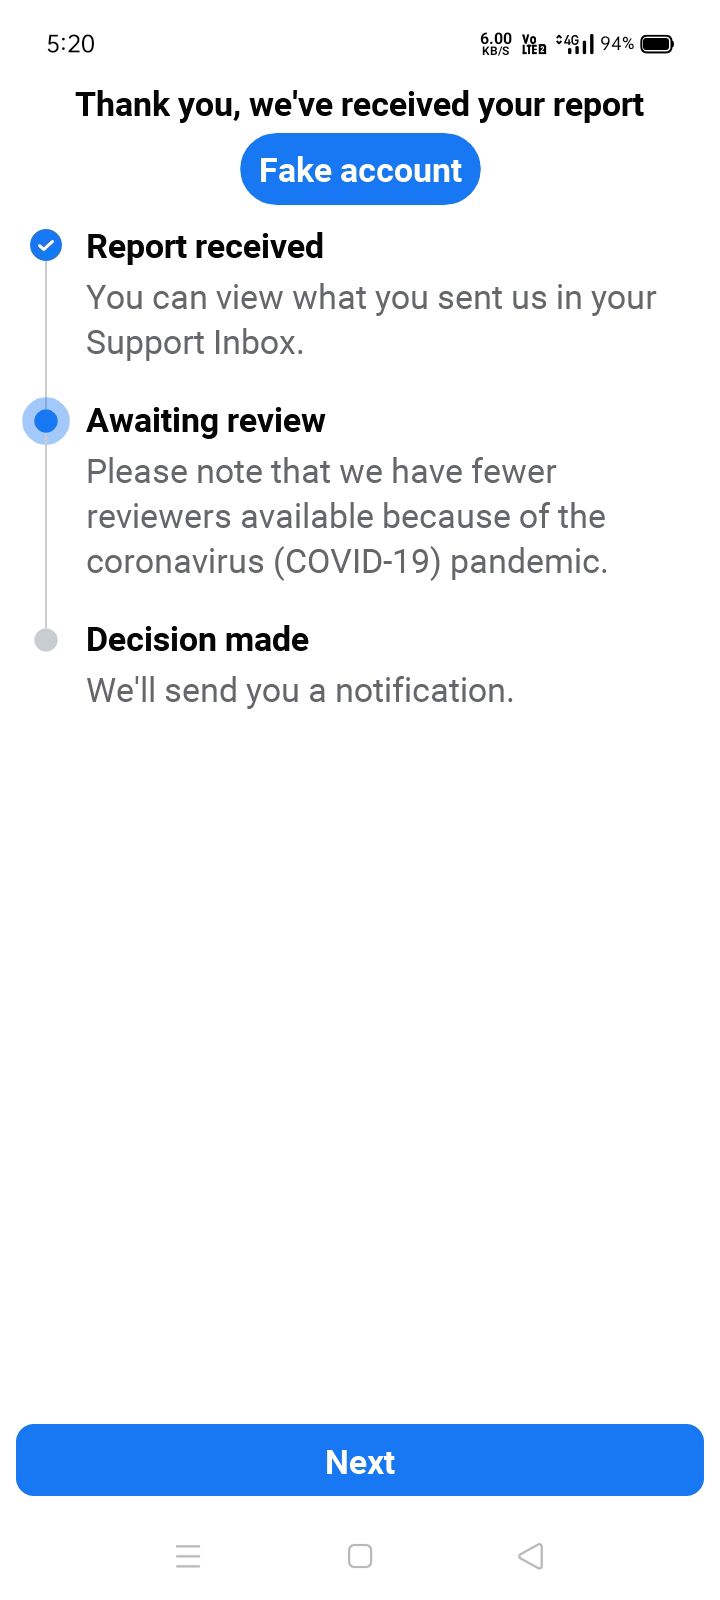 5:20
6.00 KB/S Vo LTE2 4G 94%
Thank you, we've received your report
Fake account
Report received
You can view what you sent us in your
Support Inbox.
Awaiting review
Please note that we have fewer
reviewers available because of the
coronavirus (COVID-19) pandemic.
Decision made
We'll send you a notification.
Next